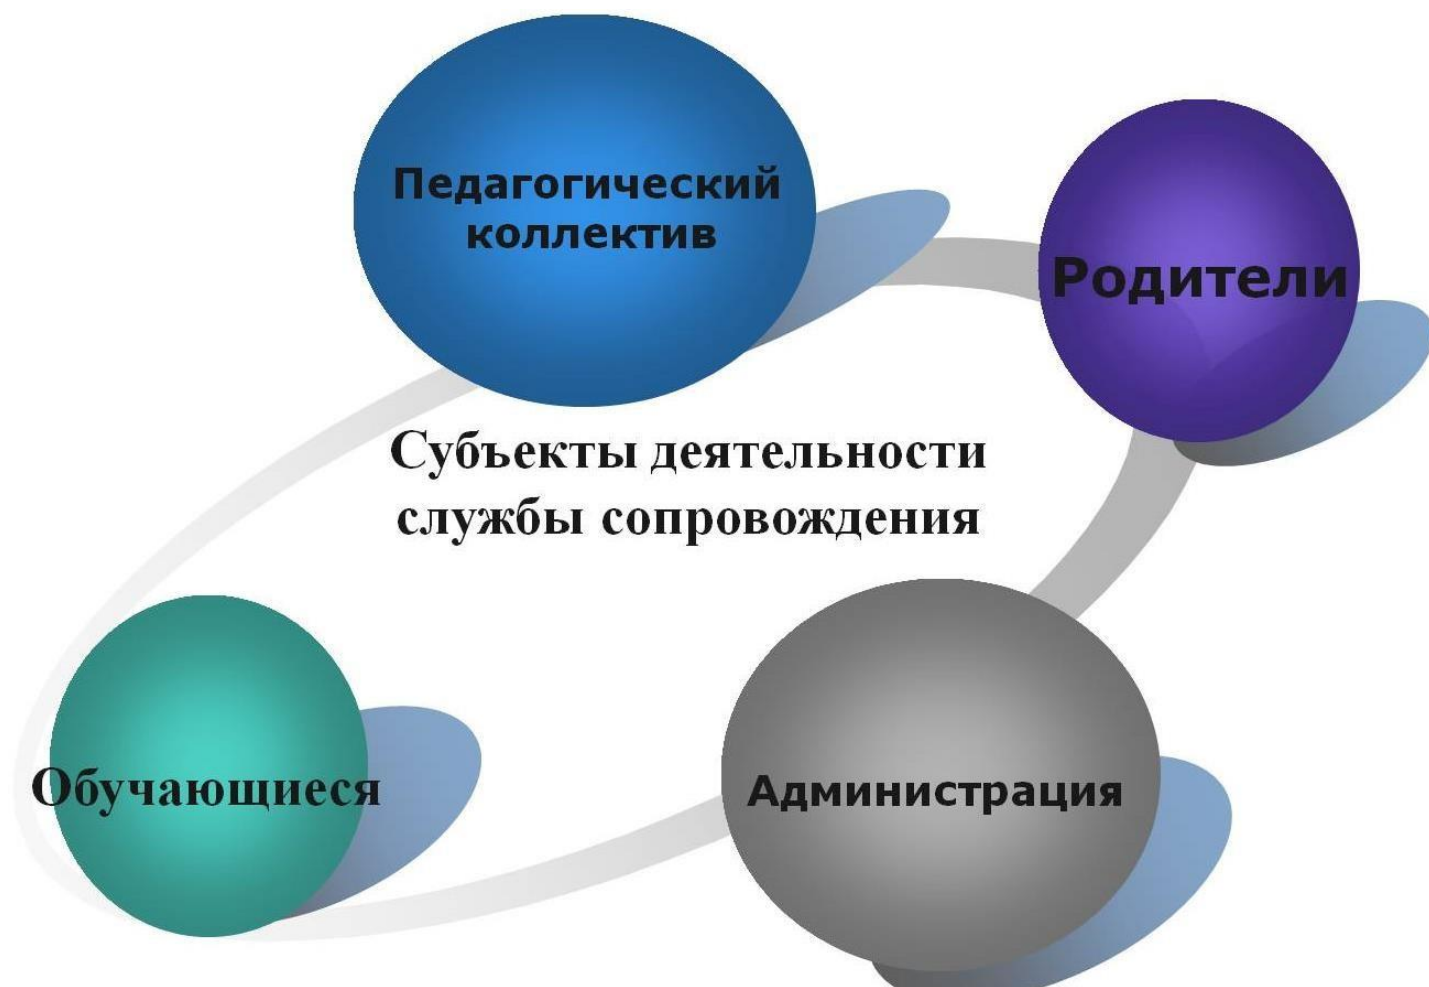 Педагогический
коллектив
Родители
Субъекты деятельности
службы сопровождения
Обучающиеся
Администрация